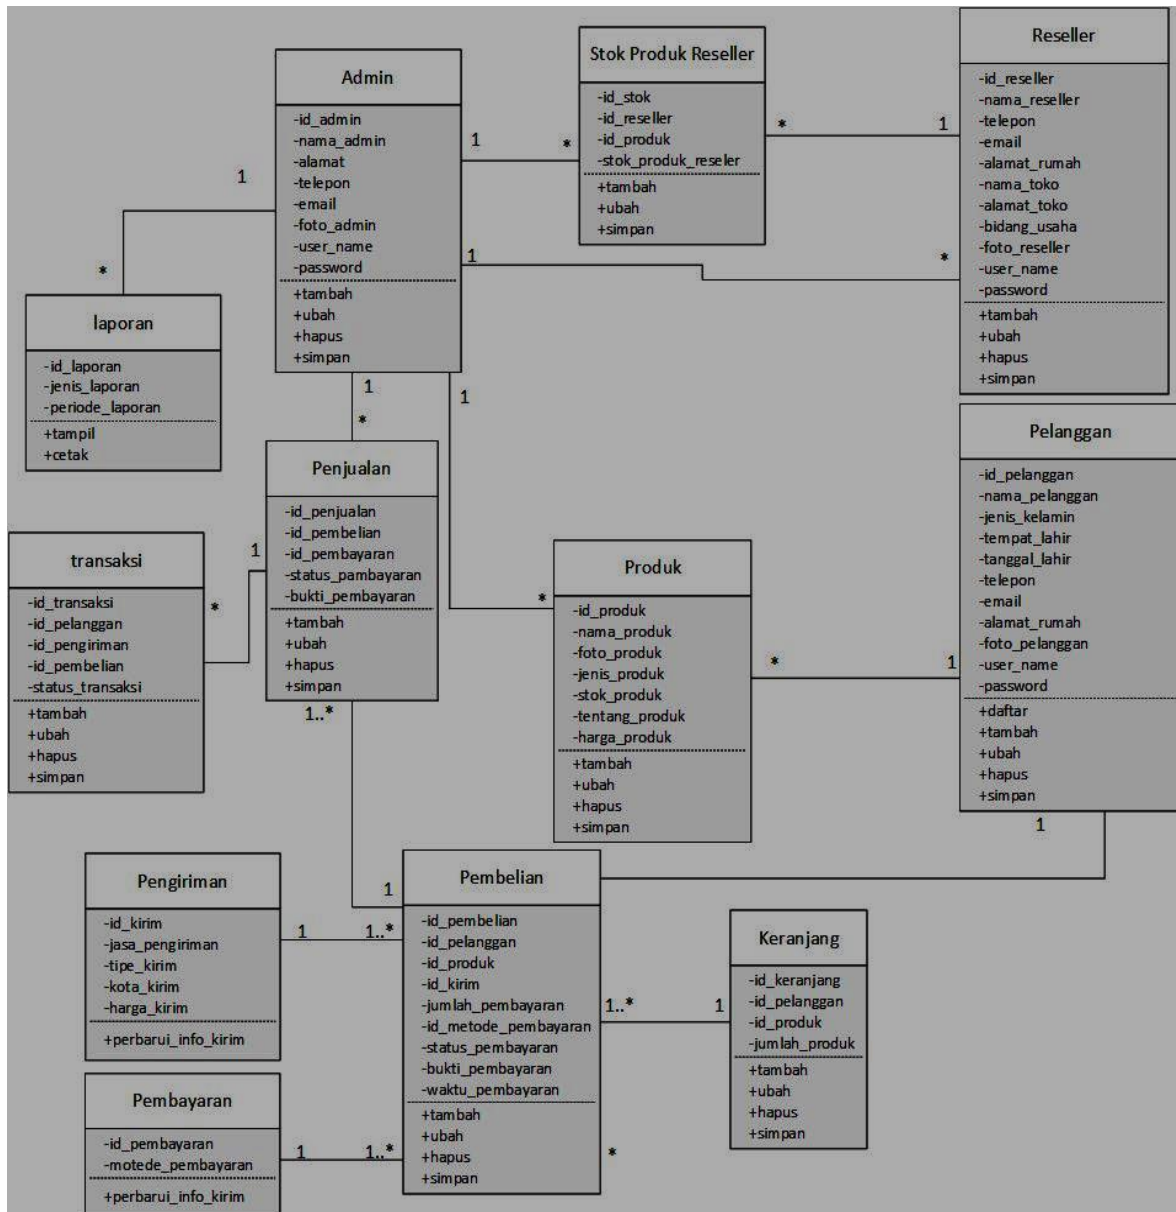 Admin
-id_admin
-nama_admin
-alamat
-telepon
-email
-foto_admin
-user_name
-password
+tambah
+ubah
+hapus
+simpan
Stok Produk Reseller
-id_stok
-id_reseller
-id_produk
-stok_produk_reseler
+tambah
+ubah
+simpan
Reseller
-id_reseller
-nama_reseller
-telepon
-email
-alamat_rumah
-nama_toko
-alamat_toko
-bidang_usaha
-foto_reseller
-user_name
-password
+tambah
+ubah
+hapus
+simpan
1
*
*
1
1
*
1
*
laporan
-id_laporan
-jenis_laporan
-periode_laporan
+tampil
+cetak
1
*
1
*
Penjualan
-id_penjualan
-id_pembelian
-id_pembayaran
-status_pambayaran
-bukti_pembayaran
+tambah
+ubah
+hapus
+simpan
transaksi
-id_transaksi
-id_pelanggan
-id_pengiriman
-id_pembelian
-status_transaksi
+tambah
+ubah
+hapus
+simpan
1
*
Produk
-id_produk
-nama_produk
-foto_produk
-jenis_produk
-stok_produk
-tentang_produk
-harga_produk
+tambah
+ubah
+hapus
+simpan
*
1
Pelanggan
-id_pelanggan
-nama_pelanggan
-jenis_kelamin
-tempat_lahir
-tanggal_lahir
-telepon
-email
-alamat_rumah
-foto_pelanggan
-user_name
-password
+daftar
+tambah
+ubah
+hapus
+simpan
1..*
1
1
Pengiriman
-id_kirim
-jasa_pengiriman
-tipe_kirim
-kota_kirim
-harga_kirim
+perbarui_info_kirim
1
1..*
Pembelian
-id_pembelian
-id_pelanggan
-id_produk
-id_kirim
-jumlah_pembayaran
-id_metode_pembayaran
-status_pembayaran
-bukti_pembayaran
-waktu_pembayaran
+tambah
+ubah
+hapus
+simpan
1..*
1
Keranjang
-id_keranjang
-id_pelanggan
-id_produk
-jumlah_produk
+tambah
+ubah
+hapus
+simpan
Pembayaran
-id_pembayaran
-motede_pembayaran
+perbarui_info_kirim
1
1..*
*